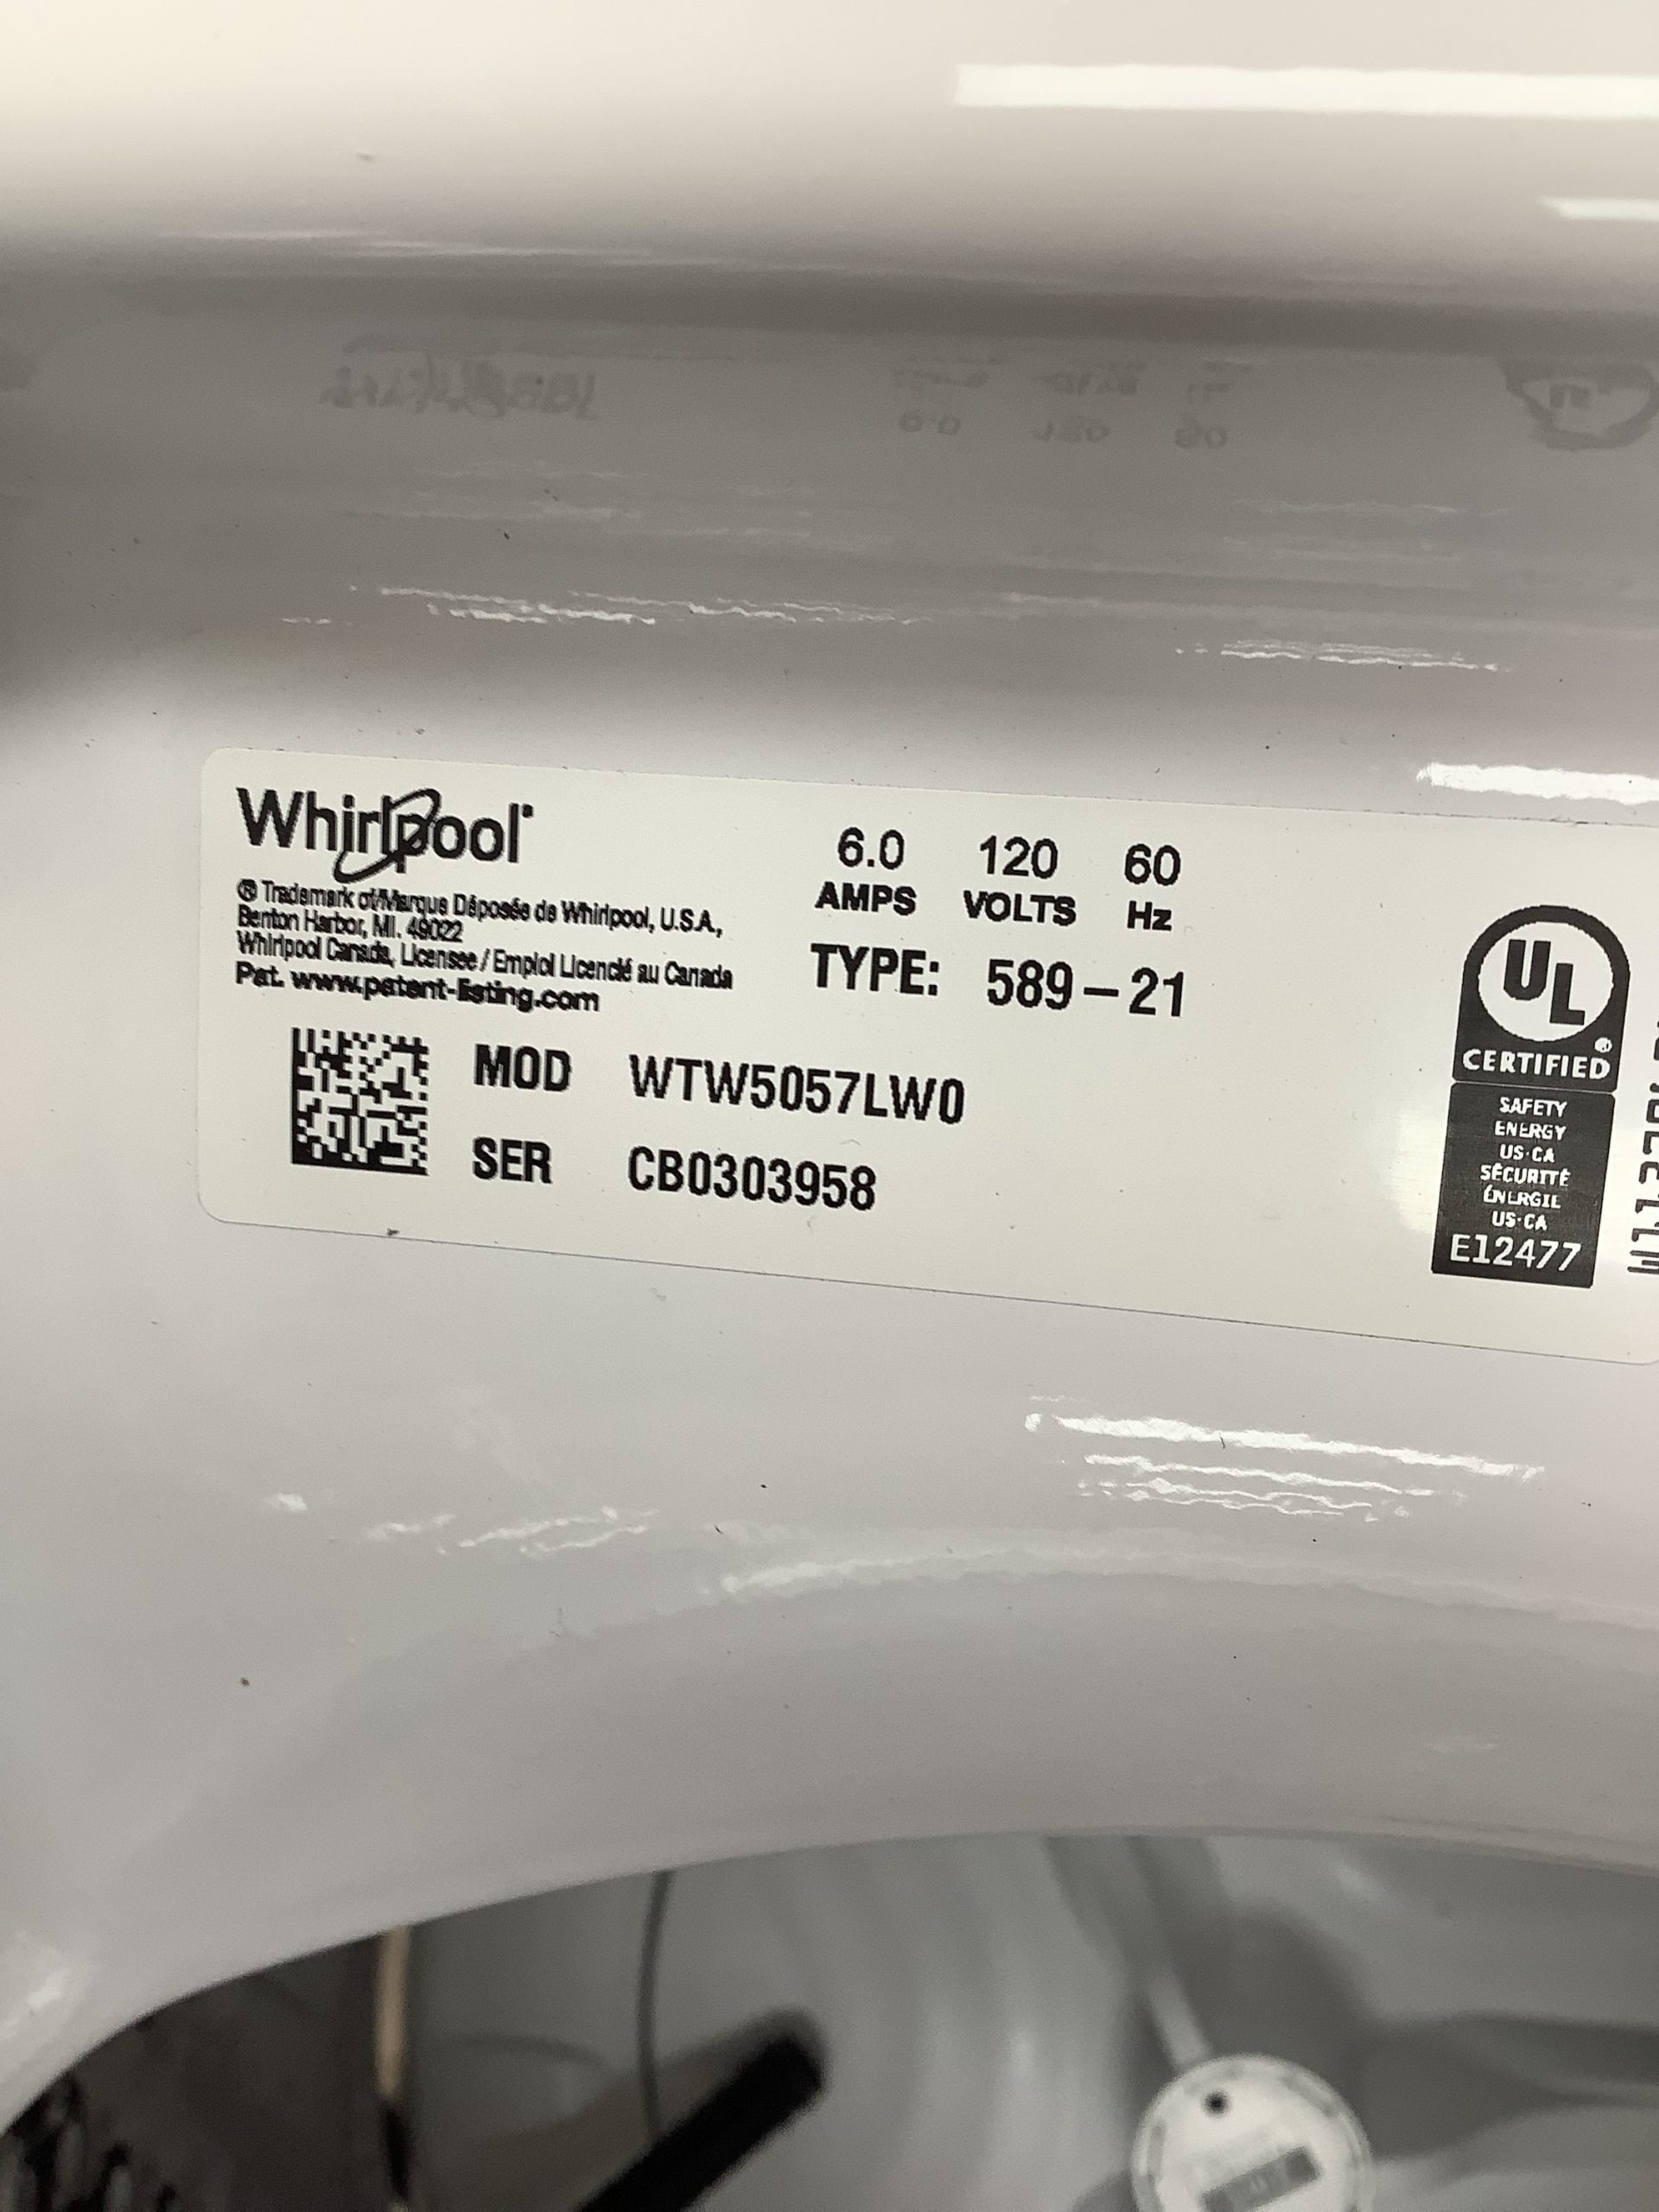 Whirlpool
® Trademark of/Marque Déposée de Whirlpool, U.S.A.,
Benton Harbor, MI. 49022
Whirlpool Canada, Licensee / Emploi Licencié au Canada
Pat. www.patent-listing.com
6.0 120 60
AMPS VOLTS Hz
TYPE: 589-21
MOD WTW5057LW0
SER CB0303958
UL®
CERTIFIED
SAFETY
ENERGY
US·CA
SÉCURITÉ
ÉNERGIE
US·CA
E12477